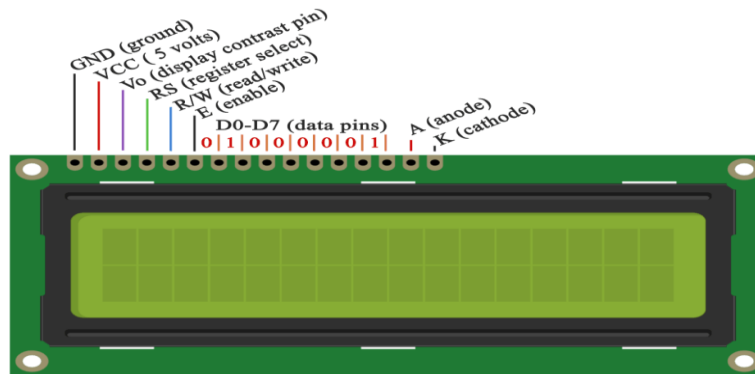 GND (ground)
VCC ( 5 volts)
Vo (display contrast pin)
RS (register select)
R/W (read/write)
E (enable)
D0-D7 (data pins)
0 1 0 0 0 0 0 1
A (anode)
K (cathode)